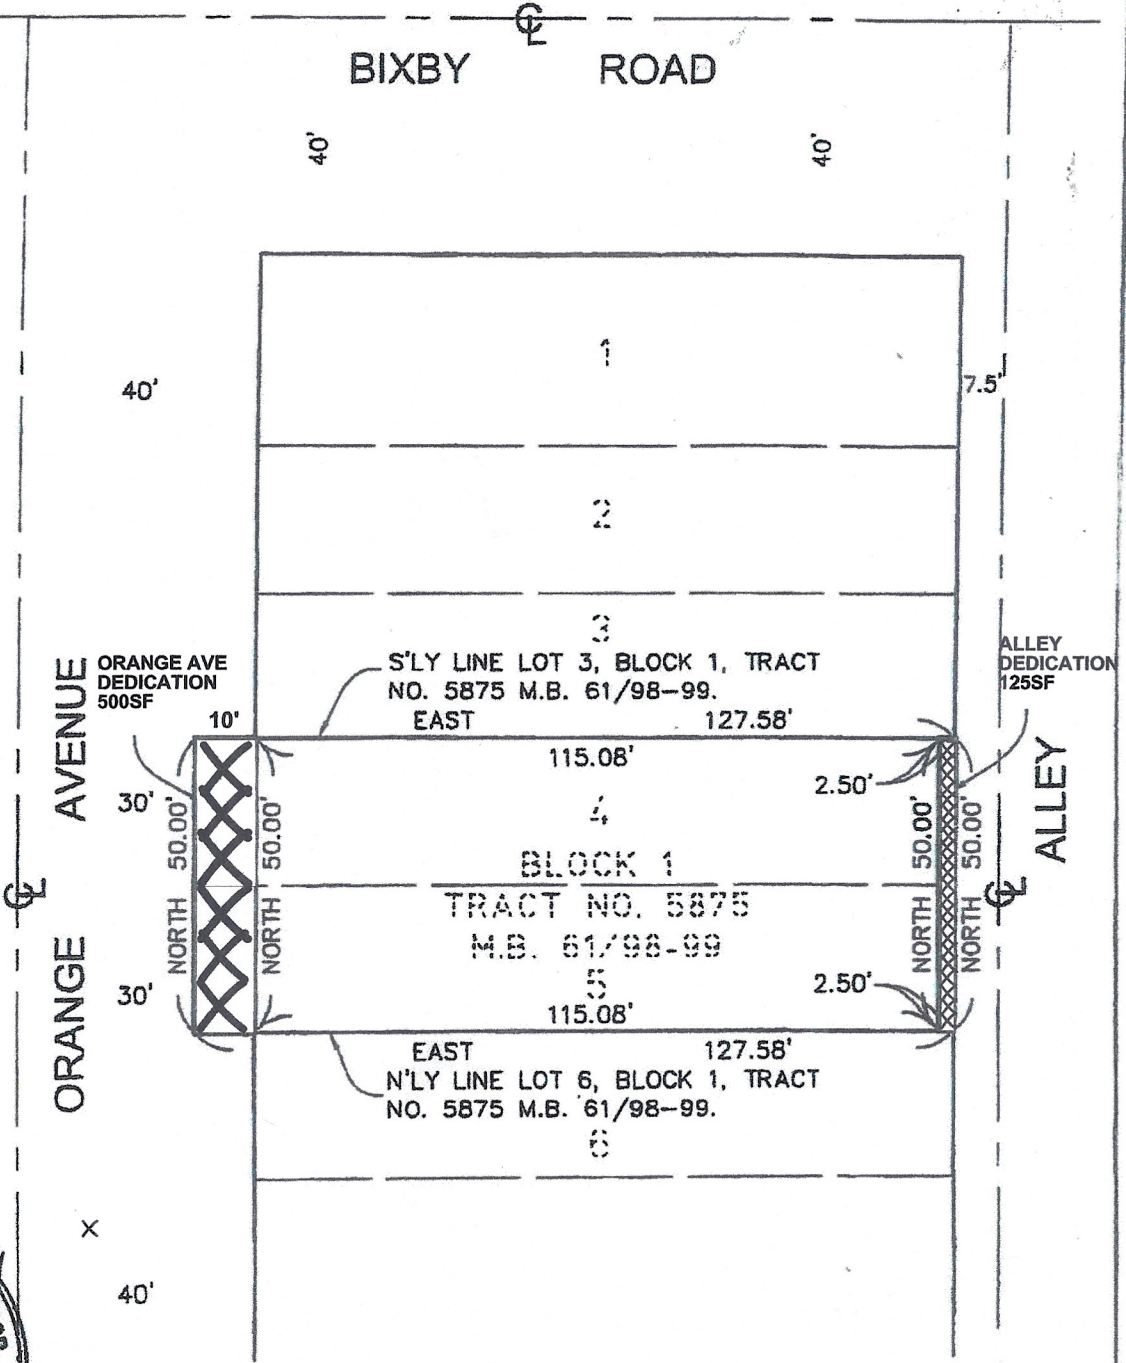 CL
BIXBY ROAD
40' 40'
1
40'
7.5'
2
3
S'LY LINE LOT 3, BLOCK 1, TRACT
NO. 5875 M.B. 61/98-99.
ORANGE AVE
DEDICATION
500SF
ALLEY
DEDICATION
125SF
10'
EAST 127.58'
115.08'
2.50'
30'
4
NORTH 50.00'
NORTH 50.00'
NORTH 50.00'
NORTH 50.00'
BLOCK 1
TRACT NO. 5875
M.B. 61/98-99
ORANGE AVENUE
CL
ALLEY
CL
5
2.50'
30'
115.08'
EAST 127.58'
N'LY LINE LOT 6, BLOCK 1, TRACT
NO. 5875 M.B. 61/98-99.
6
X
40'